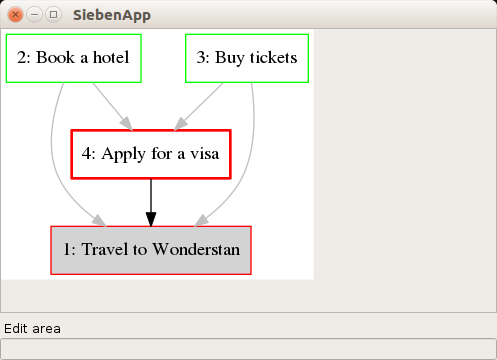 SiebenApp
2: Book a hotel
3: Buy tickets
4: Apply for a visa
1: Travel to Wonderstan
Edit area